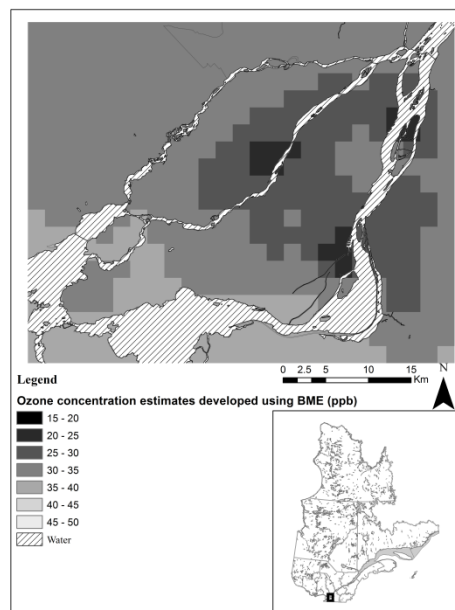 N
0 2.5 5 10 15
Km
Legend
Ozone concentration estimates developed using BME (ppb)
15 - 20
20 - 25
25 - 30
30 - 35
35 - 40
40 - 45
45 - 50
Water